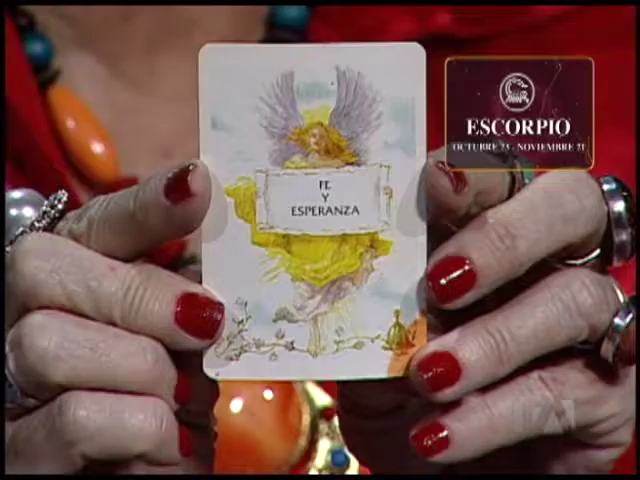 FE
Y
ESPERANZA
ESCORPIO
OCTUBRE 23 - NOVIEMBRE 21